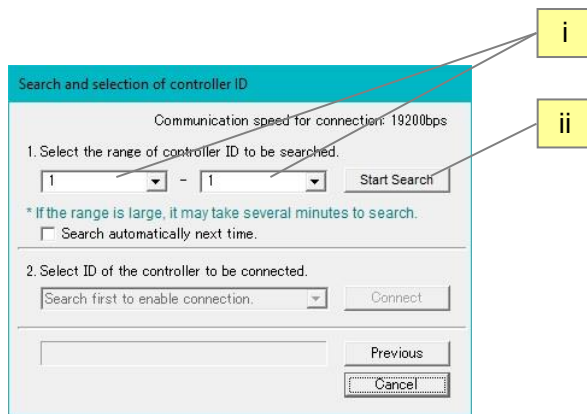 i
Search and selection of controller ID
Communication speed for connection: 19200bps
ii
1. Select the range of controller ID to be searched.
1 - 1 Start Search
* If the range is large, it may take several minutes to search.
Search automatically next time.
2. Select ID of the controller to be connected.
Search first to enable connection. Connect
Previous
Cancel